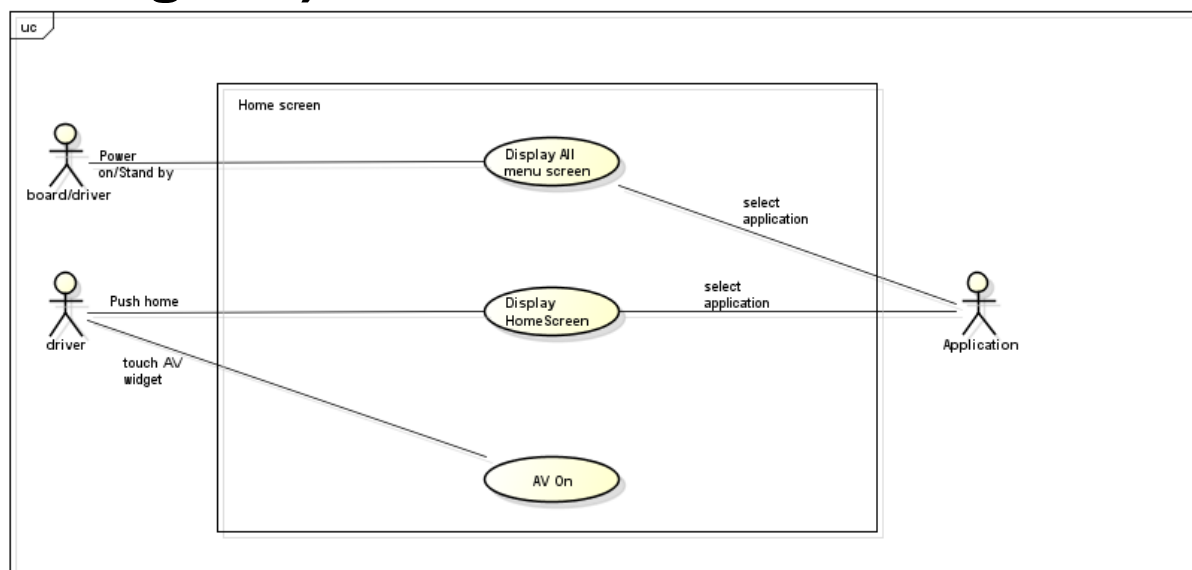 uc
Home screen
Power
on/Stand by
board/driver
Display All
menu screen
select
application
Push home
driver
Display
HomeScreen
select
application
Application
touch AV
widget
AV On